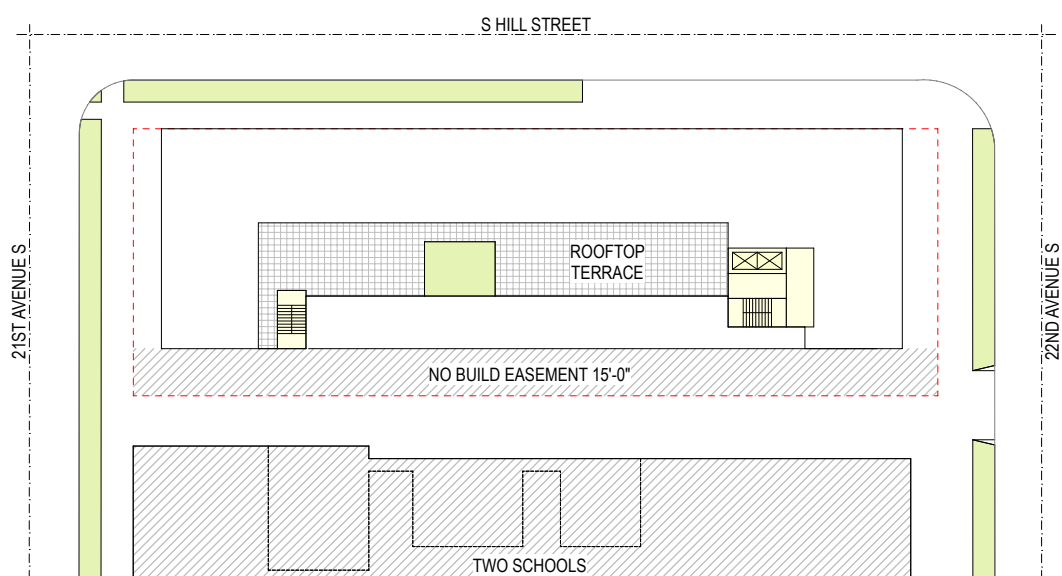 S HILL STREET
21ST AVENUE S
22ND AVENUE S
ROOFTOP
TERRACE
NO BUILD EASEMENT 15'-0"
TWO SCHOOLS